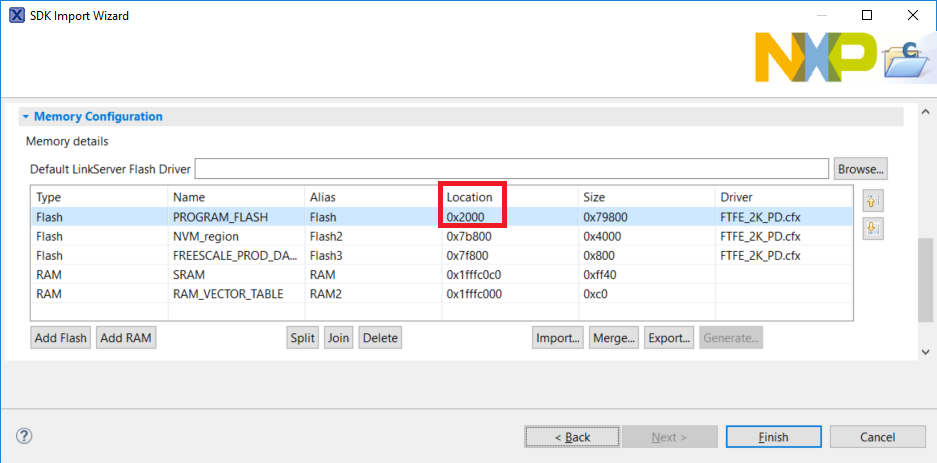 SDK Import Wizard
NXP
Memory Configuration
Memory details
Default LinkServer Flash Driver Browse...
Type Name Alias Location Size Driver
Flash PROGRAM_FLASH Flash 0x2000 0x79800 FTFE_2K_PD.cfx
Flash NVM_region Flash2 0x7b800 0x4000 FTFE_2K_PD.cfx
Flash FREESCALE_PROD_DA... Flash3 0x7f800 0x800 FTFE_2K_PD.cfx
RAM SRAM RAM 0x1fffc0c0 0xff40
RAM RAM_VECTOR_TABLE RAM2 0x1fffc000 0xc0
Add Flash Add RAM Split Join Delete Import... Merge... Export... Generate...
? < Back Next > Finish Cancel